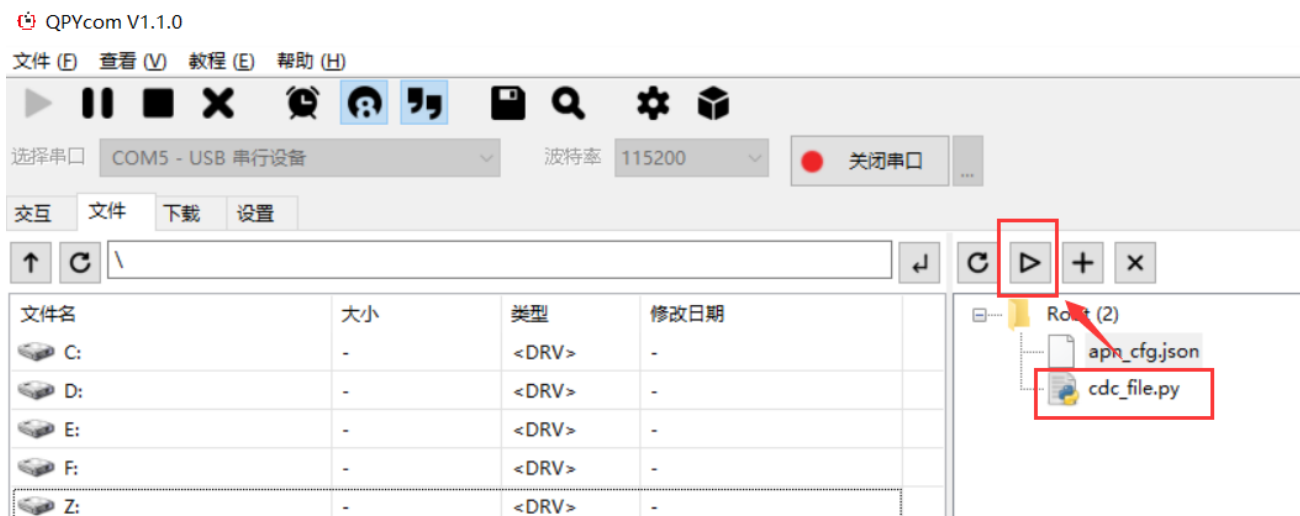 QPYcom V1.1.0
文件 (F) 查看 (V) 教程 (E) 帮助 (H)
选择串口 COM5 - USB 串行设备 波特率 115200 关闭串口 ...
交互 文件 下载 设置
\
文件名 大小 类型 修改日期
C: - <DRV> -
D: - <DRV> -
E: - <DRV> -
F: - <DRV> -
Z: - <DRV> -
Root (2)
apn_cfg.json
cdc_file.py